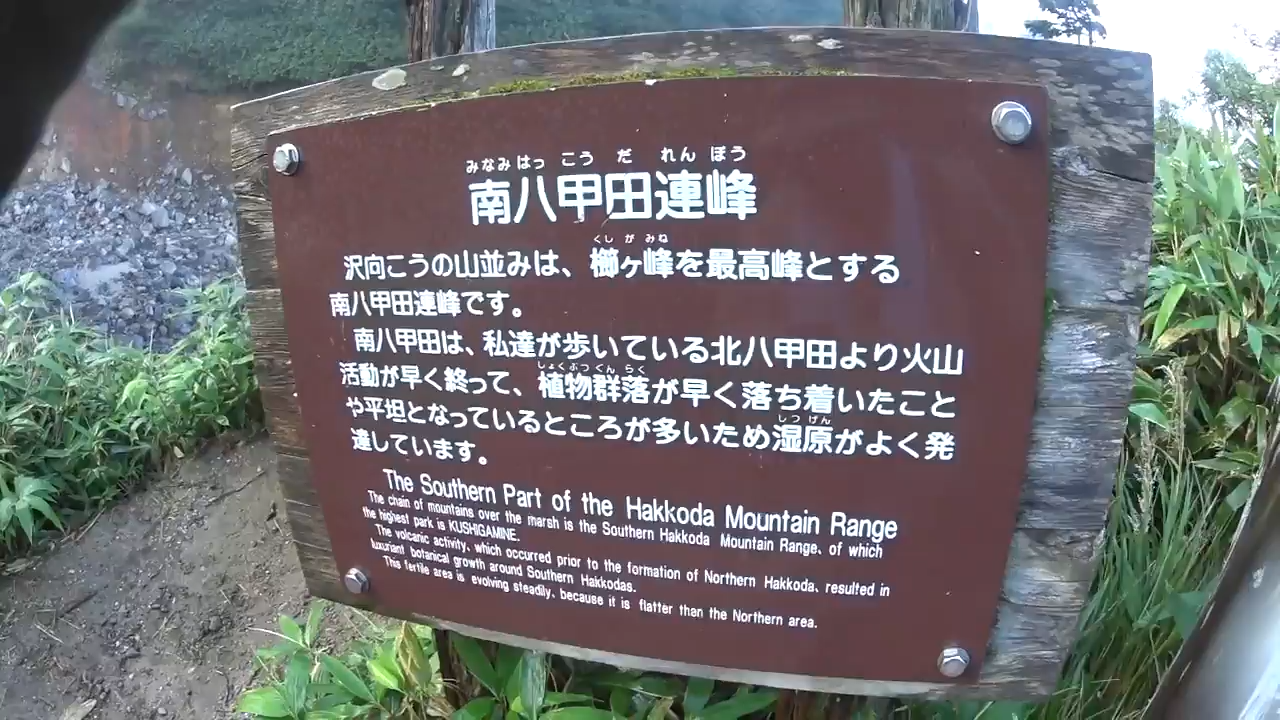 みなみはっこうだれんぽう
南八甲田連峰
くしがみね
沢向こうの山並みは、櫛ヶ峰を最高峰とする
南八甲田連峰です。
南八甲田は、私達が歩いている北八甲田より火山
しょくぶつぐんらく
活動が早く終って、植物群落が早く落ち着いたこと
しつげん
や平坦となっているところが多いため湿原がよく発
達しています。
The Southern Part of the Hakkoda Mountain Range
The chain of mountains over the marsh is the Southern Hakkoda Mountain Range, of which
the highest park is KUSHIGAMINE.
The volcanic activity, which occurred prior to the formation of Northern Hakkoda, resulted in
luxuriant botanical growth around Southern Hakkodas.
This fertile area is evolving steadily, because it is flatter than the Northern area.